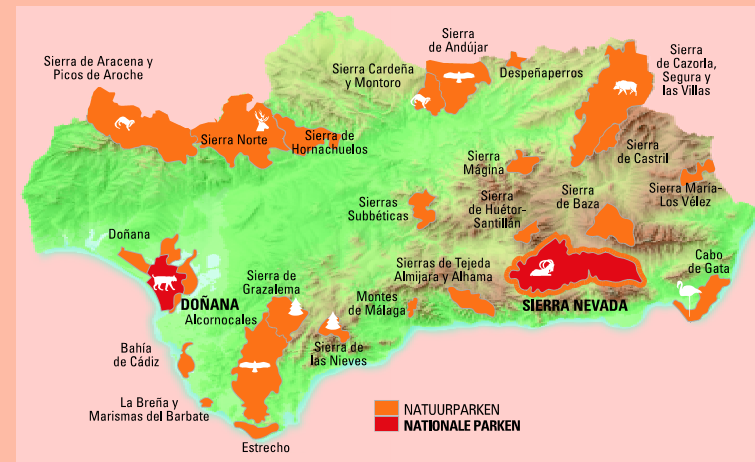 Sierra de Aracena y
Picos de Aroche
Sierra Norte
Sierra de
Hornachuelos
Sierra Cardeña
y Montoro
Sierra
de Andújar
Despeñaperros
Sierra
de Cazorla,
Segura y
las Villas
Sierra
de Castril
Sierra María-
Los Vélez
Sierra
Mágina
Sierras
Subbéticas
Sierra
de Huétor-
Santillán
Sierra
de Baza
Doñana
DOÑANA
Sierra de
Grazalema
Alcornocales
Sierras de Tejeda
Almijara y Alhama
Montes
de Málaga
SIERRA NEVADA
Cabo
de Gata
Sierra de
las Nieves
Bahía
de Cádiz
La Breña y
Marismas del Barbate
Estrecho
NATUURPARKEN
NATIONALE PARKEN